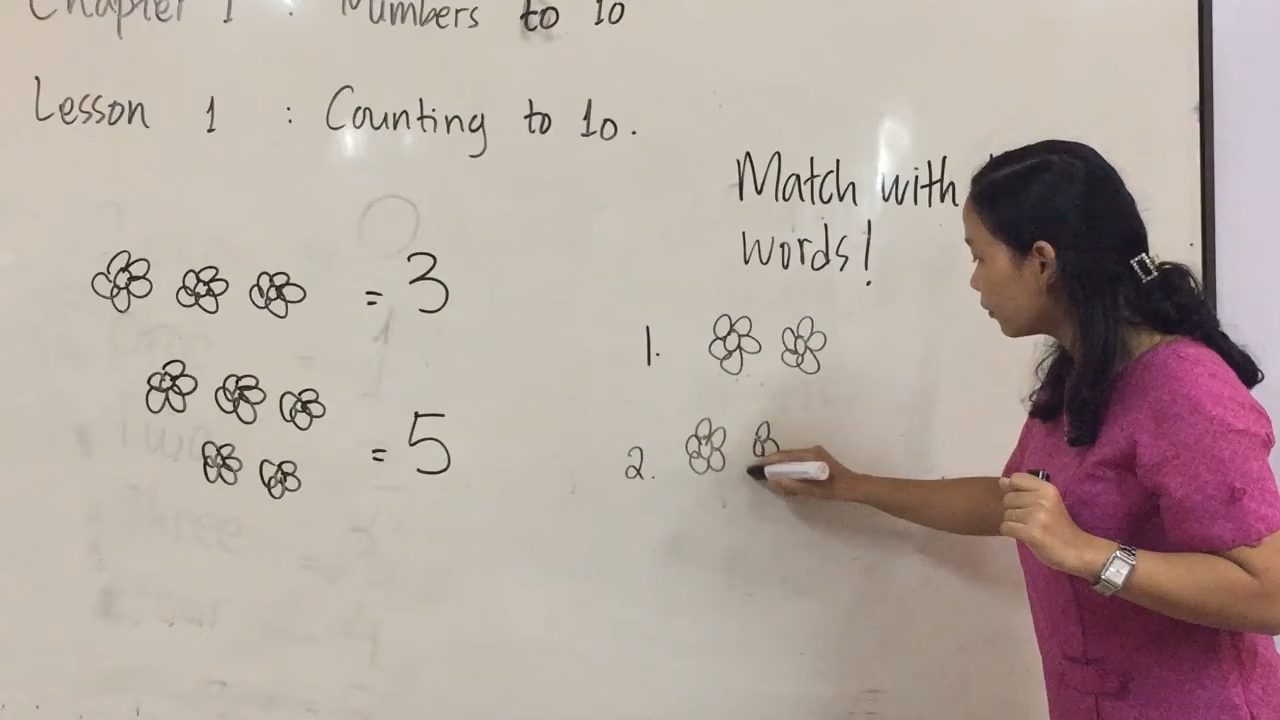 Chapter 1 : Numbers to 10
Lesson 1 : Counting to 10.
= 3
= 5
Match with
words!
1.
2.